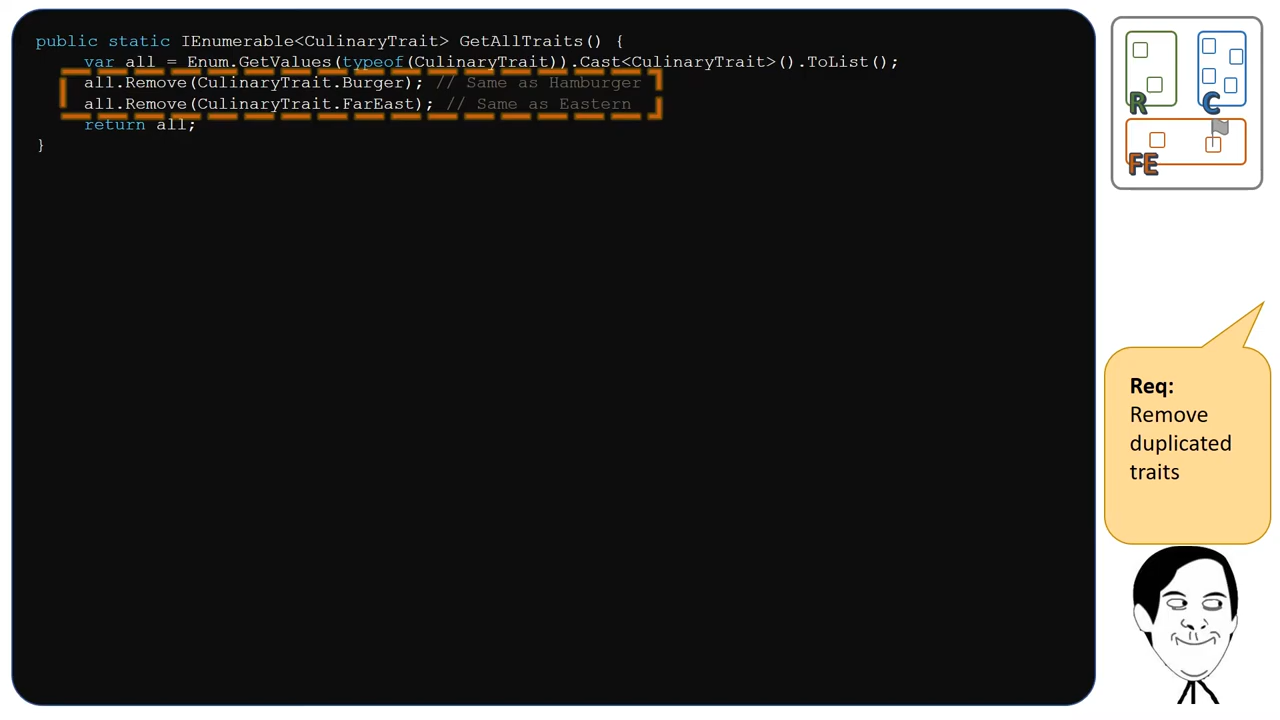 public static IEnumerable<CulinaryTrait> GetAllTraits() {
    var all = Enum.GetValues(typeof(CulinaryTrait)).Cast<CulinaryTrait>().ToList();
    all.Remove(CulinaryTrait.Burger); // Same as Hamburger
    all.Remove(CulinaryTrait.FarEast); // Same as Eastern
    return all;
}
R
C
FE
Req:
Remove
duplicated
traits